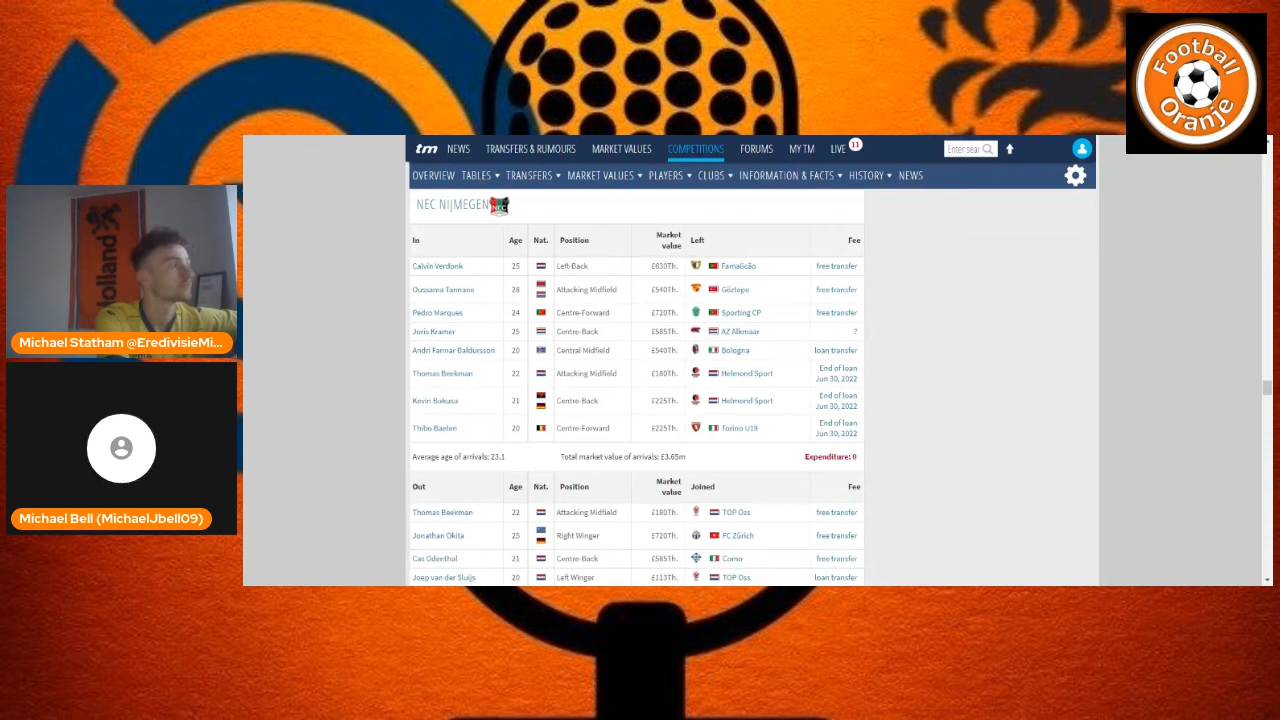 Football
Oranje
tm NEWS TRANSFERS & RUMOURS MARKET VALUES COMPETITIONS FORUMS MY TM LIVE 11 Enter sear
OVERVIEW TABLES TRANSFERS MARKET VALUES PLAYERS CLUBS INFORMATION & FACTS HISTORY NEWS
NEC NIJMEGEN NEC
In Age Nat. Position Market value Left Fee
Calvin Verdonk 25 Left-Back £630Th. Famalicão free transfer
Oussama Tannane 28 Attacking Midfield £540Th. Göztepe free transfer
Pedro Marques 24 Centre-Forward £720Th. Sporting CP free transfer
Joris Kramer 25 Centre-Back £585Th. AZ Alkmaar ?
Andri Fannar Baldursson 20 Central Midfield £540Th. Bologna loan transfer
Thomas Beekman 22 Attacking Midfield £180Th. Helmond Sport End of loan Jun 30, 2022
Kevin Bukusu 21 Centre-Back £225Th. Helmond Sport End of loan Jun 30, 2022
Thibo Baeten 20 Centre-Forward £225Th. Torino U19 End of loan Jun 30, 2022
Average age of arrivals: 23.1 Total market value of arrivals: £3.65m Expenditure: 0
Out Age Nat. Position Market value Joined Fee
Thomas Beekman 22 Attacking Midfield £180Th. TOP Oss free transfer
Jonathan Okita 25 Right Winger £720Th. FC Zürich free transfer
Cas Odenthal 21 Centre-Back £585Th. Como free transfer
Joep van der Sluijs 20 Left Winger £113Th. TOP Oss loan transfer
Holland
Michael Statham @EredivisieMi...
Michael Bell (MichaelJbell09)